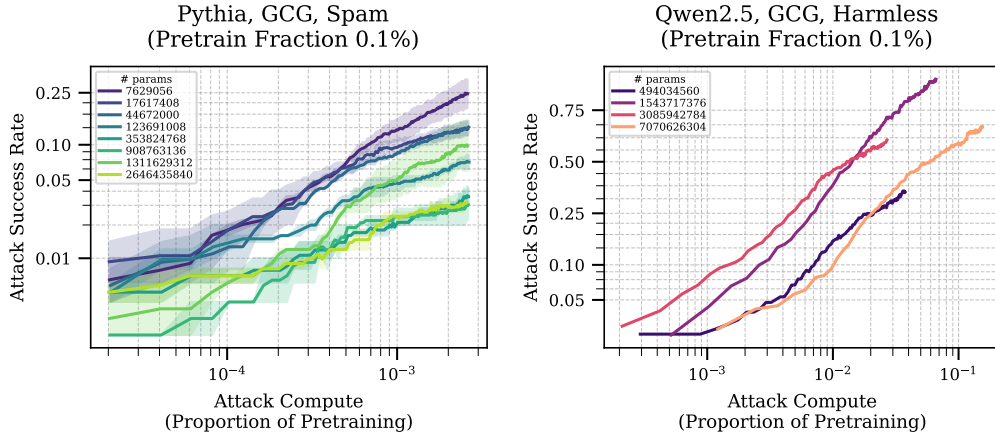 Pythia, GCG, Spam
(Pretrain Fraction 0.1%)
Attack Success Rate
0.25
0.10
0.05
0.01
# params
7629056
17617408
44672000
123691008
353824768
908763136
1311629312
2646435840
10⁻⁴
10⁻³
Attack Compute
(Proportion of Pretraining)
Qwen2.5, GCG, Harmless
(Pretrain Fraction 0.1%)
Attack Success Rate
0.75
0.50
0.25
0.10
0.05
# params
494034560
1543717376
3085942784
7070626304
10⁻³
10⁻²
10⁻¹
Attack Compute
(Proportion of Pretraining)